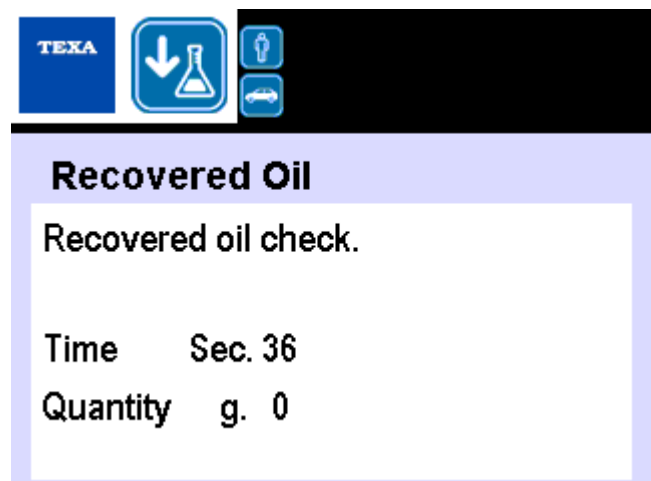 TEXA
Recovered Oil
Recovered oil check.
Time Sec. 36
Quantity g. 0